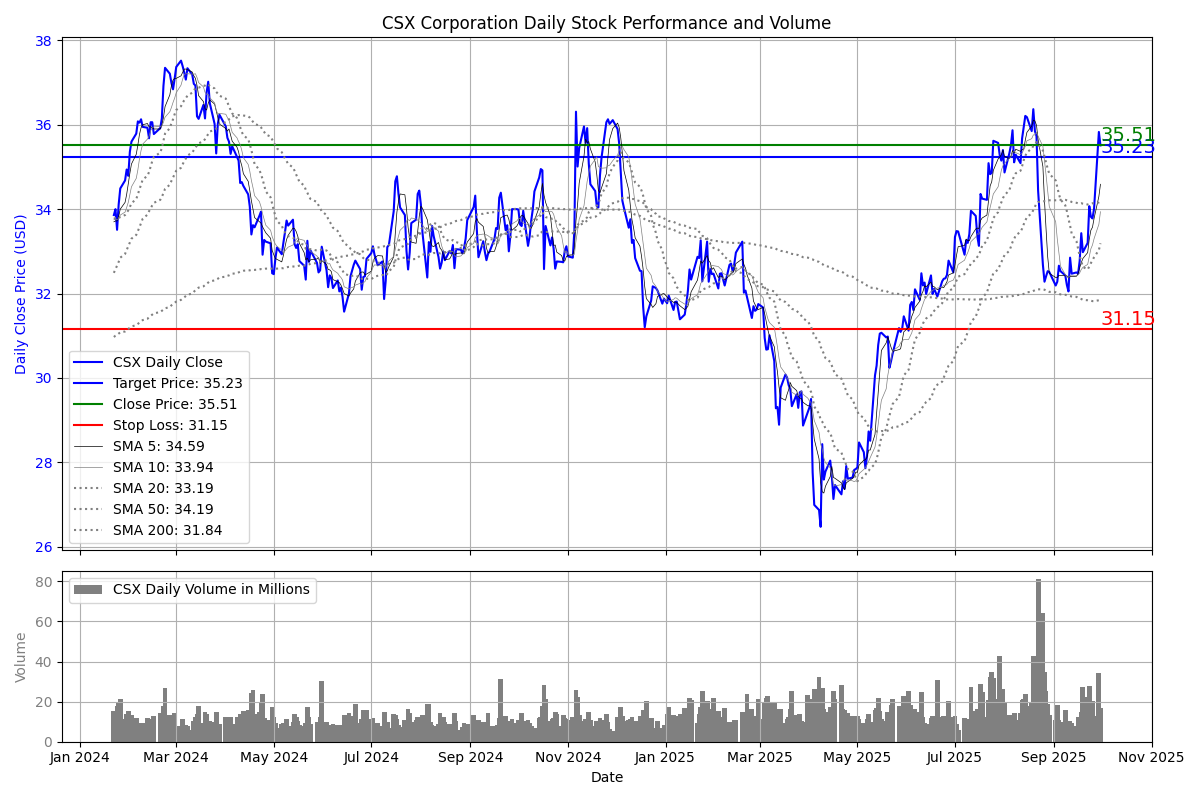 CSX Corporation Daily Stock Performance and Volume
38
36
34
32
30
28
26
Daily Close Price (USD)
35.51
35.23
31.15
CSX Daily Close
Target Price: 35.23
Close Price: 35.51
Stop Loss: 31.15
SMA 5: 34.59
SMA 10: 33.94
SMA 20: 33.19
SMA 50: 34.19
SMA 200: 31.84
80
60
40
20
0
Volume
CSX Daily Volume in Millions
Jan 2024 Mar 2024 May 2024 Jul 2024 Sep 2024 Nov 2024 Jan 2025 Mar 2025 May 2025 Jul 2025 Sep 2025 Nov 2025
Date